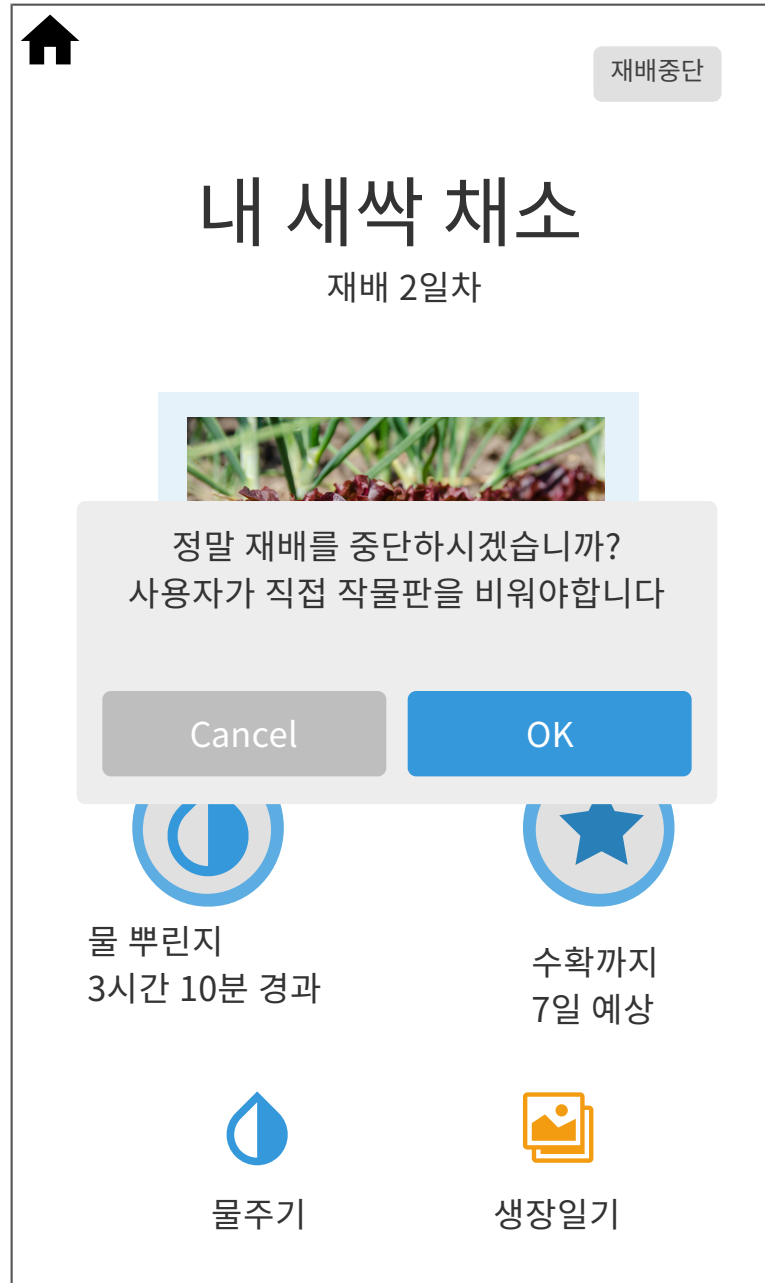 재배중단
내 새싹 채소
재배 2일차
정말 재배를 중단하시겠습니까?
사용자가 직접 작물판을 비워야합니다
Cancel
OK
물 뿌린지
3시간 10분 경과
수확까지
7일 예상
물주기
생장일기